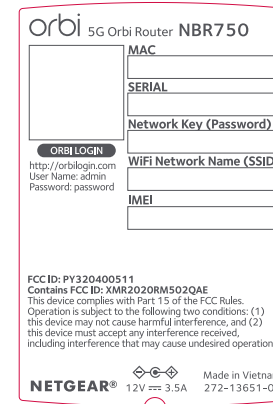 orbi 5G Orbi Router NBR750
MAC
SERIAL
Network Key (Password)
WiFi Network Name (SSID
IMEI
ORBI LOGIN
http://orbilogin.com
User Name: admin
Password: password
FCC ID: PY320400511
Contains FCC ID: XMR2020RM502QAE
This device complies with Part 15 of the FCC Rules.
Operation is subject to the following two conditions: (1)
this device may not cause harmful interference, and (2)
this device must accept any interference received,
including interference that may cause undesired operation
NETGEAR® 12V 3.5A
Made in Vietna
272-13651-0